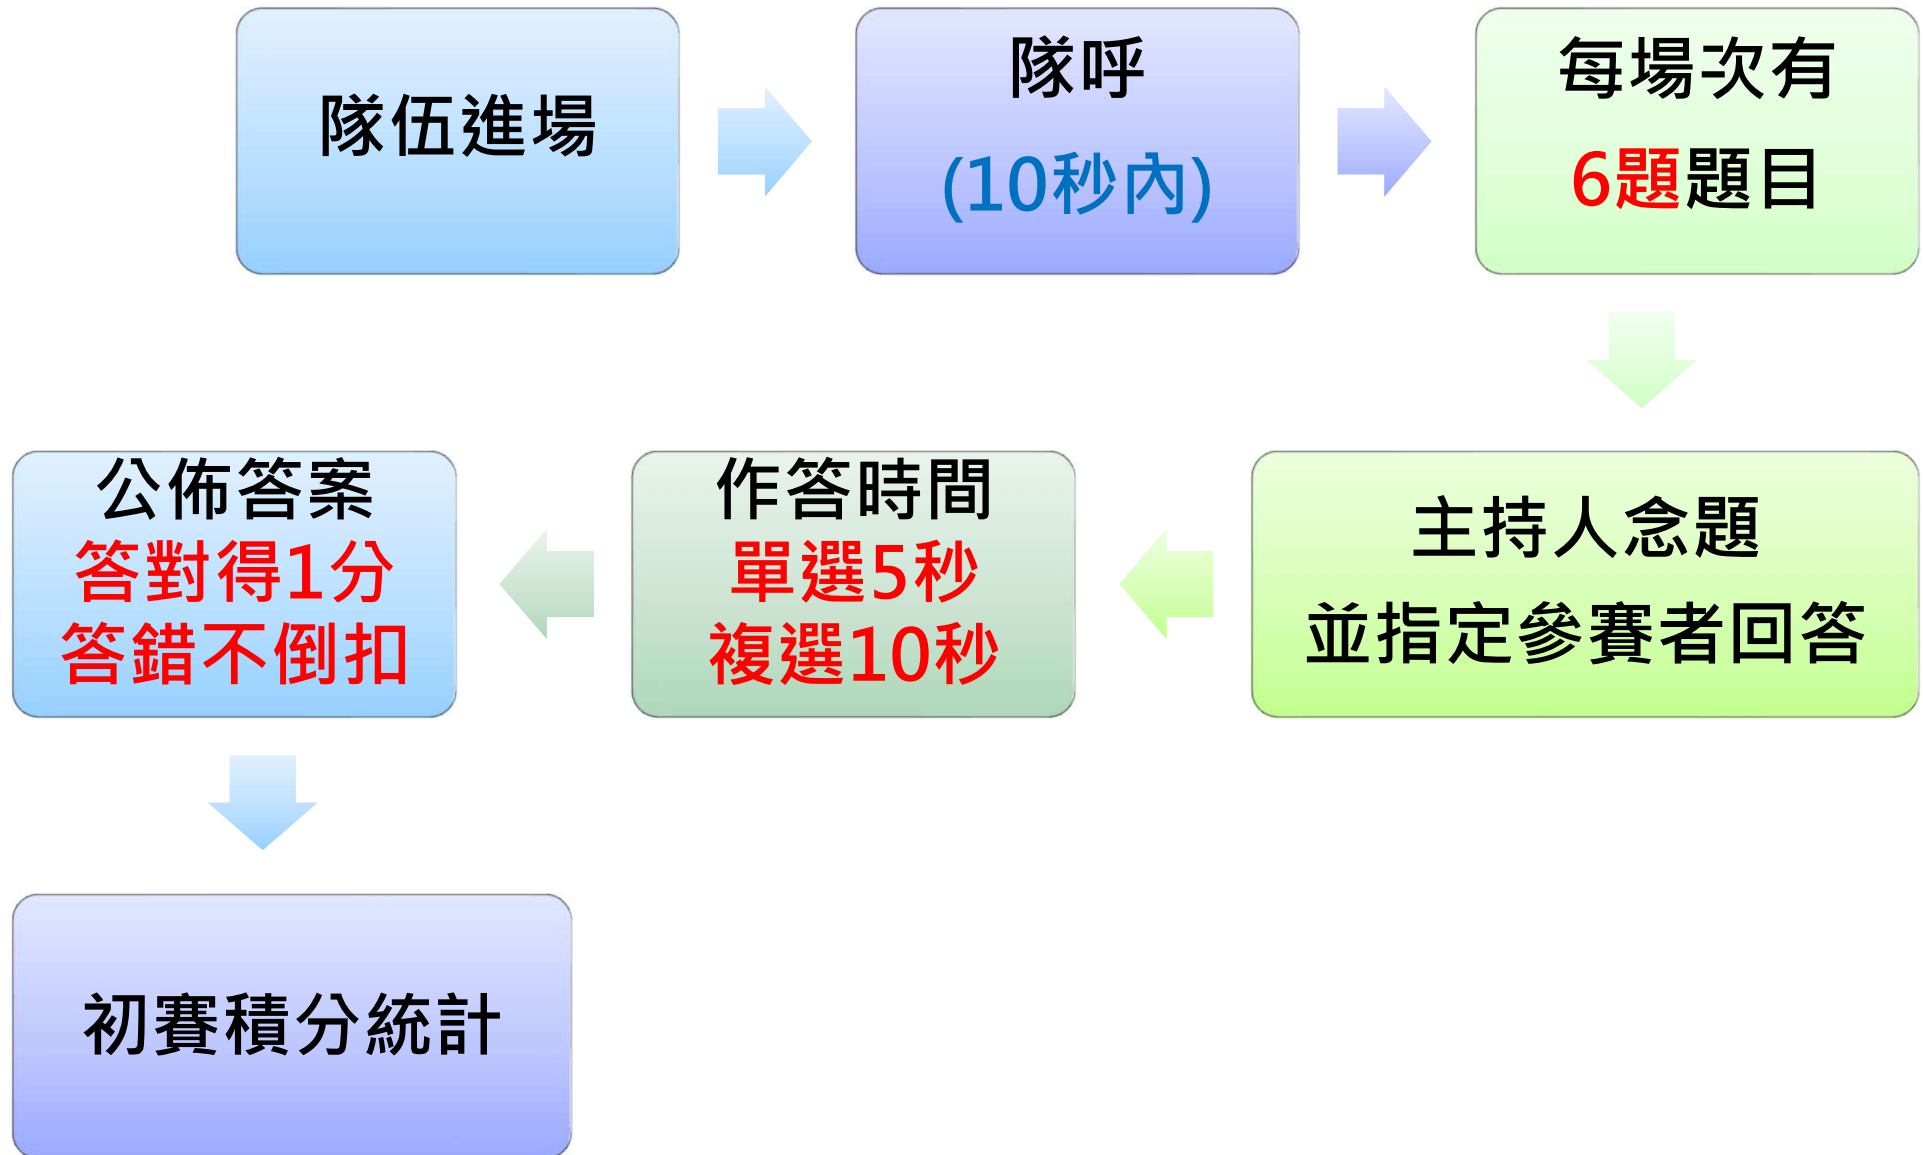 隊伍進場
隊呼
(10秒內)
每場次有
6題題目
主持人念題
並指定參賽者回答
作答時間
單選5秒
複選10秒
公佈答案
答對得1分
答錯不倒扣
初賽積分統計